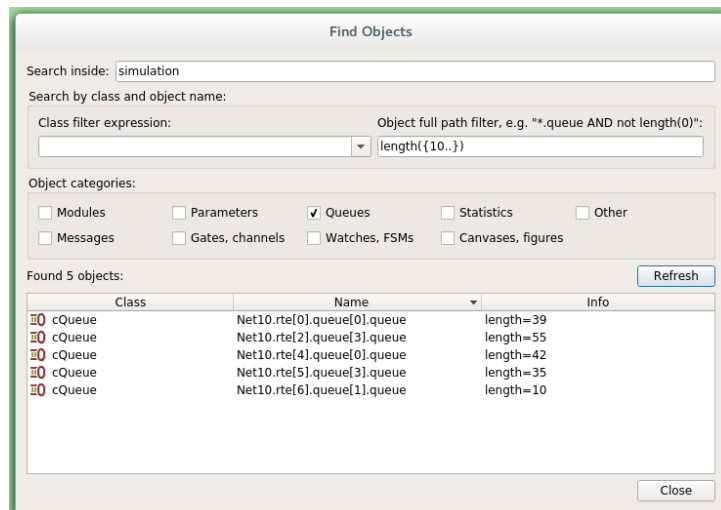 Find Objects
Search inside: simulation
Search by class and object name:
Class filter expression: Object full path filter, e.g. "*.queue AND not length(0)":
length({10..})
Object categories:
Modules Parameters Queues Statistics Other
Messages Gates, channels Watches, FSMs Canvases, figures
Found 5 objects: Refresh
Class Name Info
cQueue Net10.rte[0].queue[0].queue length=39
cQueue Net10.rte[2].queue[3].queue length=55
cQueue Net10.rte[4].queue[0].queue length=42
cQueue Net10.rte[5].queue[3].queue length=35
cQueue Net10.rte[6].queue[1].queue length=10
Close